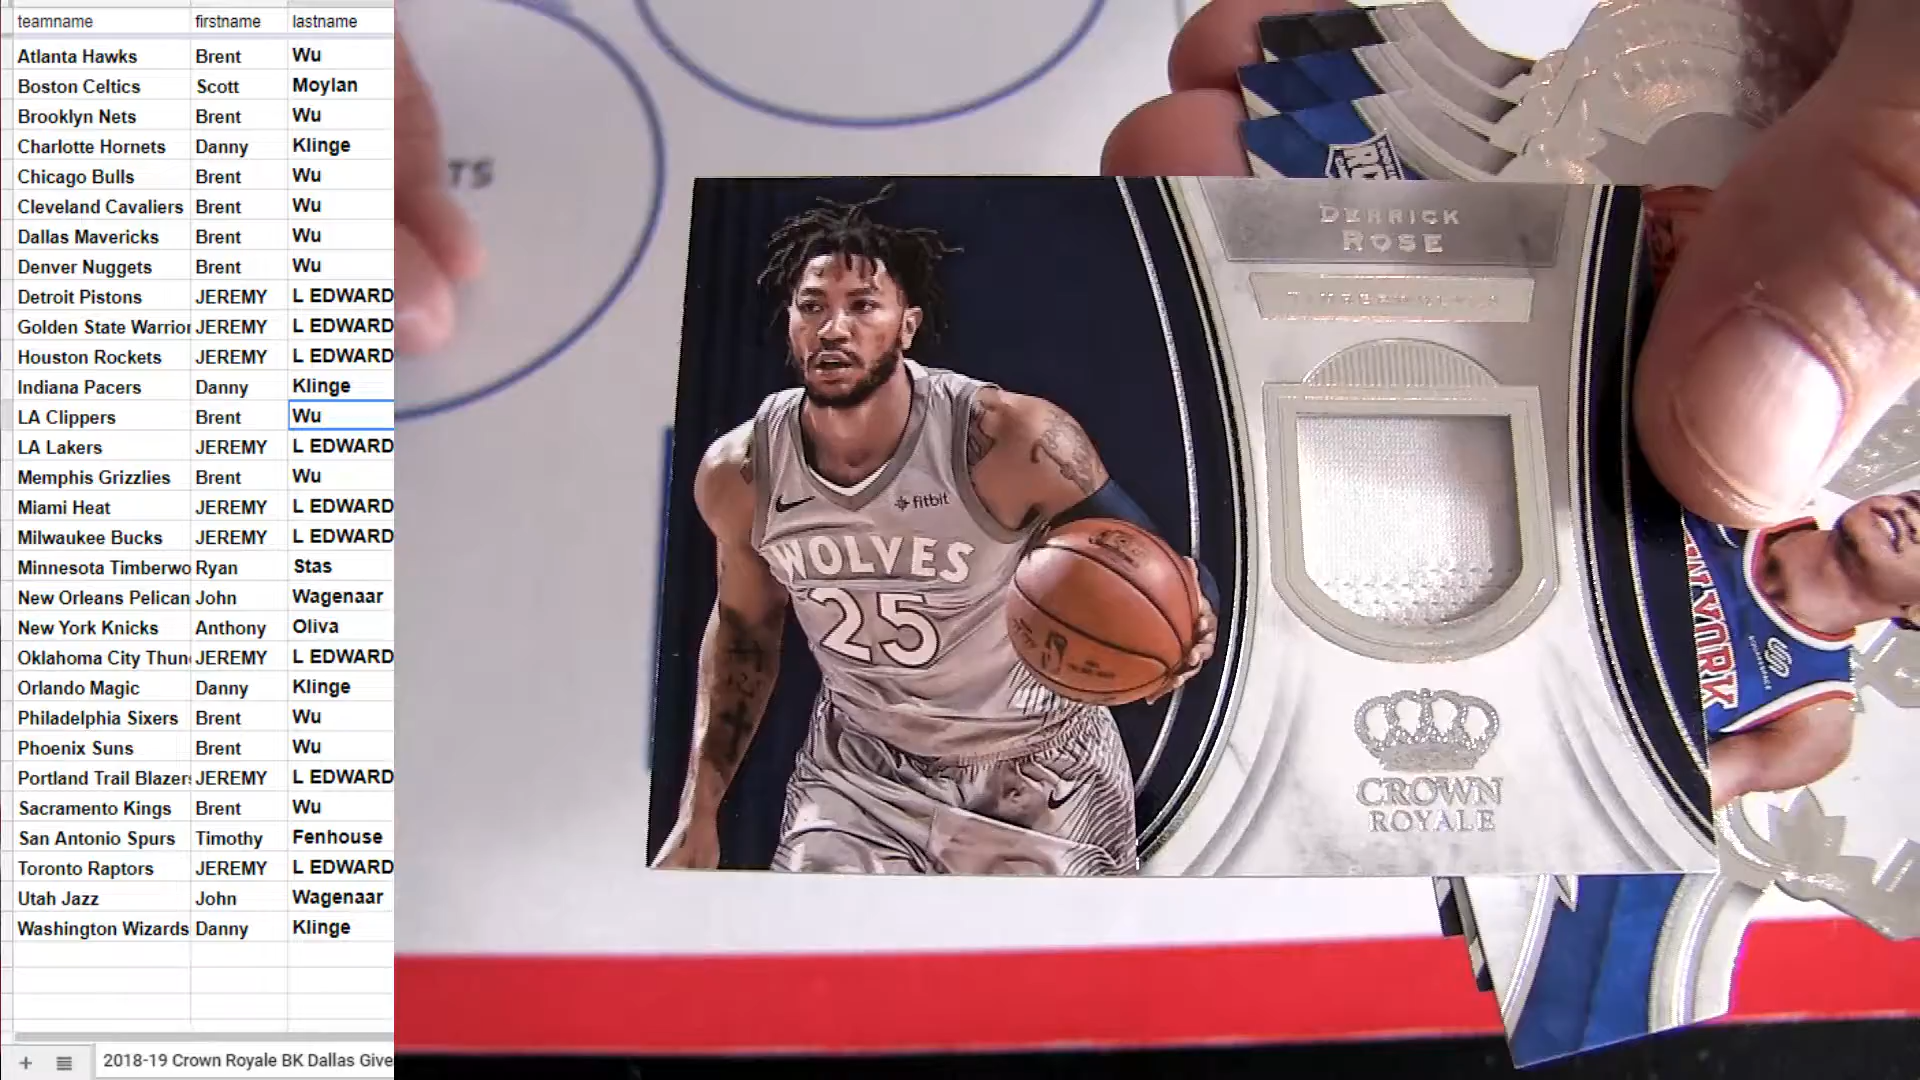 teamname firstname lastname
Atlanta Hawks Brent Wu
Boston Celtics Scott Moylan
Brooklyn Nets Brent Wu
Charlotte Hornets Danny Klinge
Chicago Bulls Brent Wu
Cleveland Cavaliers Brent Wu
Dallas Mavericks Brent Wu
Denver Nuggets Brent Wu
Detroit Pistons JEREMY L EDWARD
Golden State Warrior JEREMY L EDWARD
Houston Rockets JEREMY L EDWARD
Indiana Pacers Danny Klinge
LA Clippers Brent Wu
LA Lakers JEREMY L EDWARD
Memphis Grizzlies Brent Wu
Miami Heat JEREMY L EDWARD
Milwaukee Bucks JEREMY L EDWARD
Minnesota Timberwo Ryan Stas
New Orleans Pelican John Wagenaar
New York Knicks Anthony Oliva
Oklahoma City Thun JEREMY L EDWARD
Orlando Magic Danny Klinge
Philadelphia Sixers Brent Wu
Phoenix Suns Brent Wu
Portland Trail Blazer JEREMY L EDWARD
Sacramento Kings Brent Wu
San Antonio Spurs Timothy Fenhouse
Toronto Raptors JEREMY L EDWARD
Utah Jazz John Wagenaar
Washington Wizards Danny Klinge
2018-19 Crown Royale BK Dallas Give
TS
DERRICK
ROSE
fitbit
WOLVES
25
CROWN
ROYALE
YORK